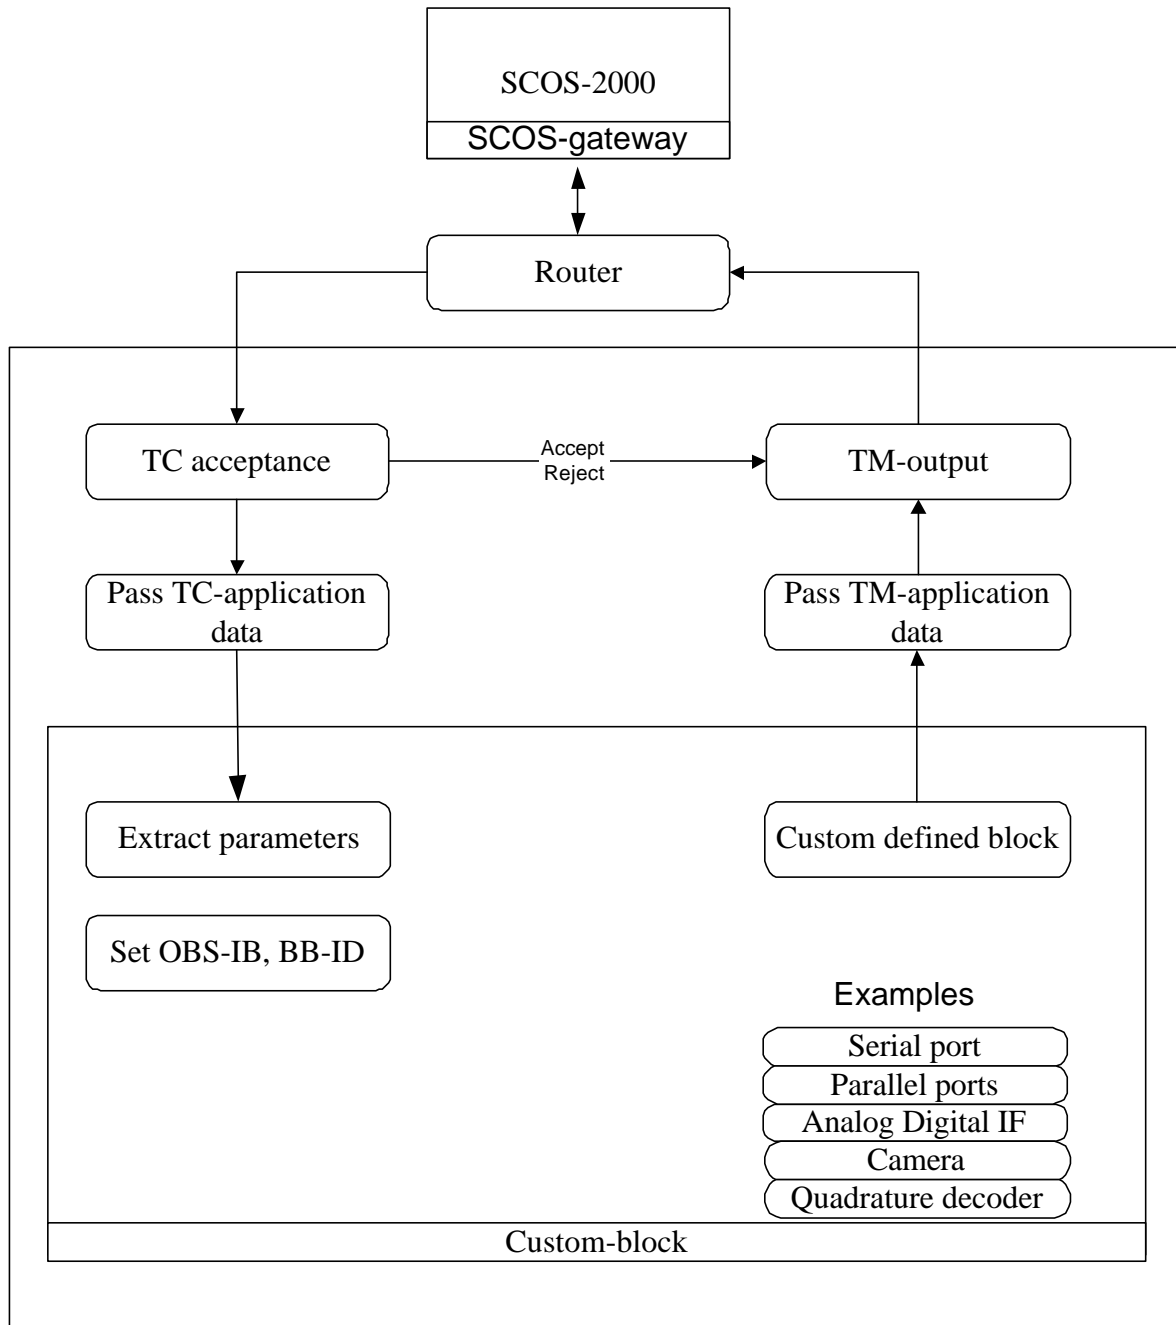 SCOS-2000
SCOS-gateway
Router
TC acceptance
Accept
Reject
TM-output
Pass TC-application
data
Pass TM-application
data
Extract parameters
Custom defined block
Set OBS-IB, BB-ID
Examples
Serial port
Parallel ports
Analog Digital IF
Camera
Quadrature decoder
Custom-block